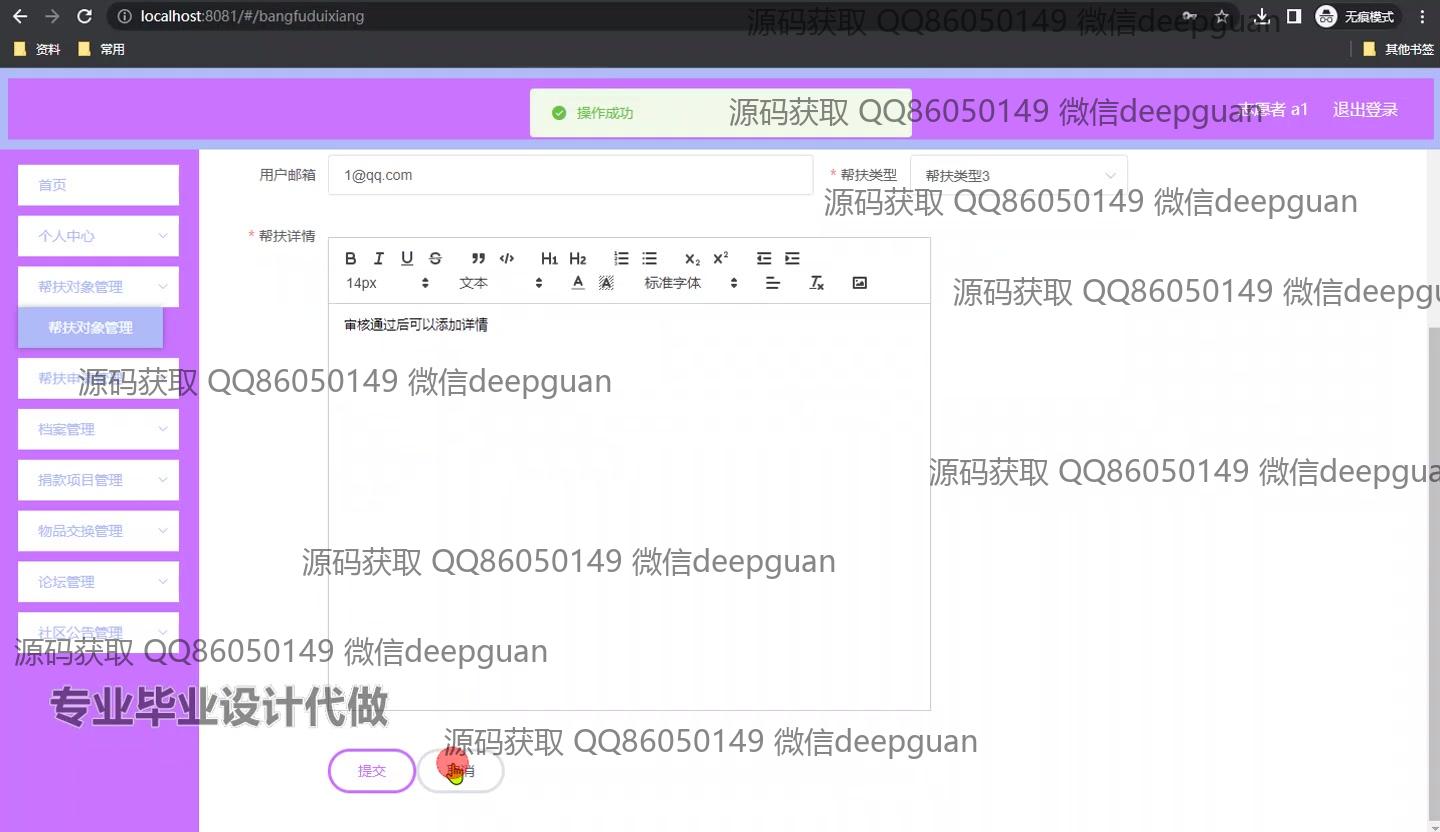 localhost:8081/#/bangfuduixiang
无痕模式
资料
常用
其他书签
源码获取 QQ86050149 微信deepguan
操作成功
源码获取 QQ86050149 微信deepguan
志愿者 a1
退出登录
首页
用户邮箱
1@qq.com
* 帮扶类型
帮扶类型3
源码获取 QQ86050149 微信deepguan
个人中心
* 帮扶详情
B I U S H1 H2 X2 X2
14px
文本
标准字体
帮扶对象管理
源码获取 QQ86050149 微信deepgu
帮扶对象管理
审核通过后可以添加详情
源码获取 QQ86050149 微信deepguan
档案管理
捐款项目管理
源码获取 QQ86050149 微信deepgua
物品交换管理
源码获取 QQ86050149 微信deepguan
论坛管理
社区公告管理
源码获取 QQ86050149 微信deepguan
专业毕业设计代做
源码获取 QQ86050149 微信deepguan
提交
取消